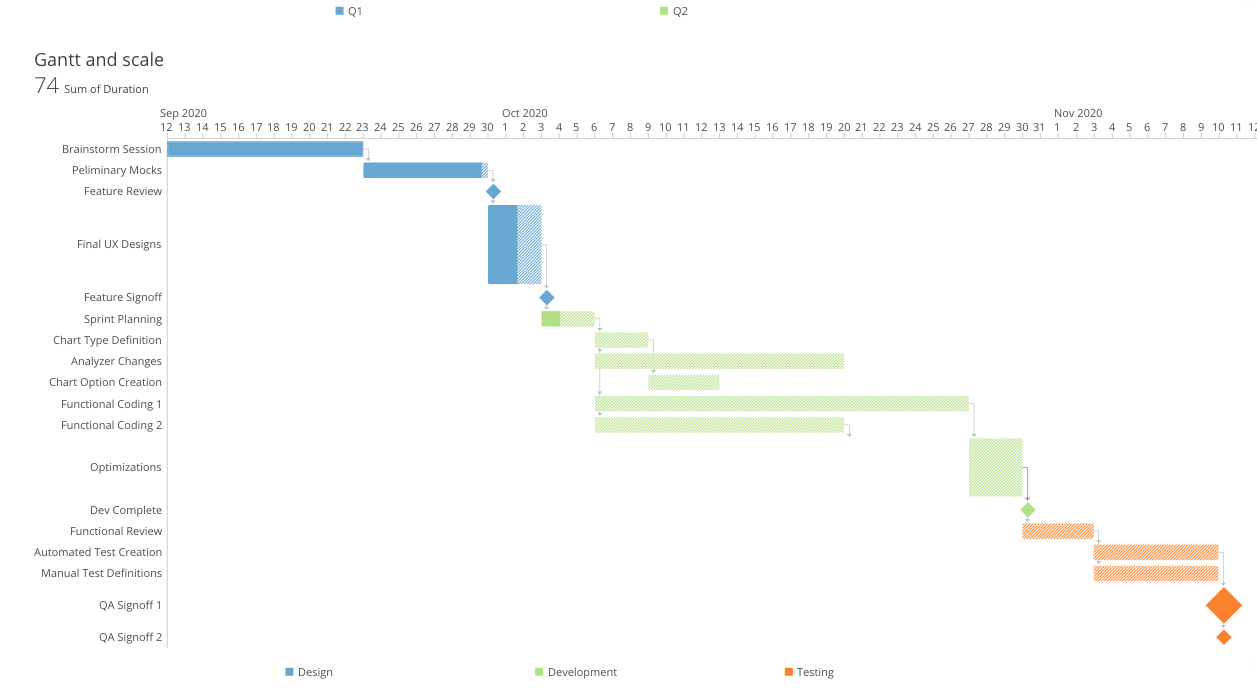 Q1 Q2
Gantt and scale
74 Sum of Duration
Sep 2020 Oct 2020 Nov 2020
12 13 14 15 16 17 18 19 20 21 22 23 24 25 26 27 28 29 30 1 2 3 4 5 6 7 8 9 10 11 12 13 14 15 16 17 18 19 20 21 22 23 24 25 26 27 28 29 30 31 1 2 3 4 5 6 7 8 9 10 11 12
Brainstorm Session
Peliminary Mocks
Feature Review
Final UX Designs
Feature Signoff
Sprint Planning
Chart Type Definition
Analyzer Changes
Chart Option Creation
Functional Coding 1
Functional Coding 2
Optimizations
Dev Complete
Functional Review
Automated Test Creation
Manual Test Definitions
QA Signoff 1
QA Signoff 2
Design Development Testing